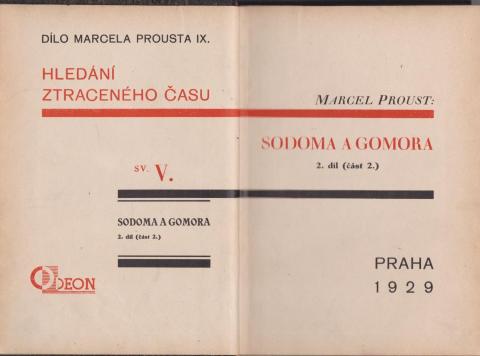 DÍLO MARCELA PROUSTA IX.
HLEDÁNÍ
ZTRACENÉHO ČASU
SV. V.
SODOMA A GOMORA
2. díl (část 2.)
ODEON
MARCEL PROUST:
SODOMA A GOMORA
2. díl (část 2.)
PRAHA
1929